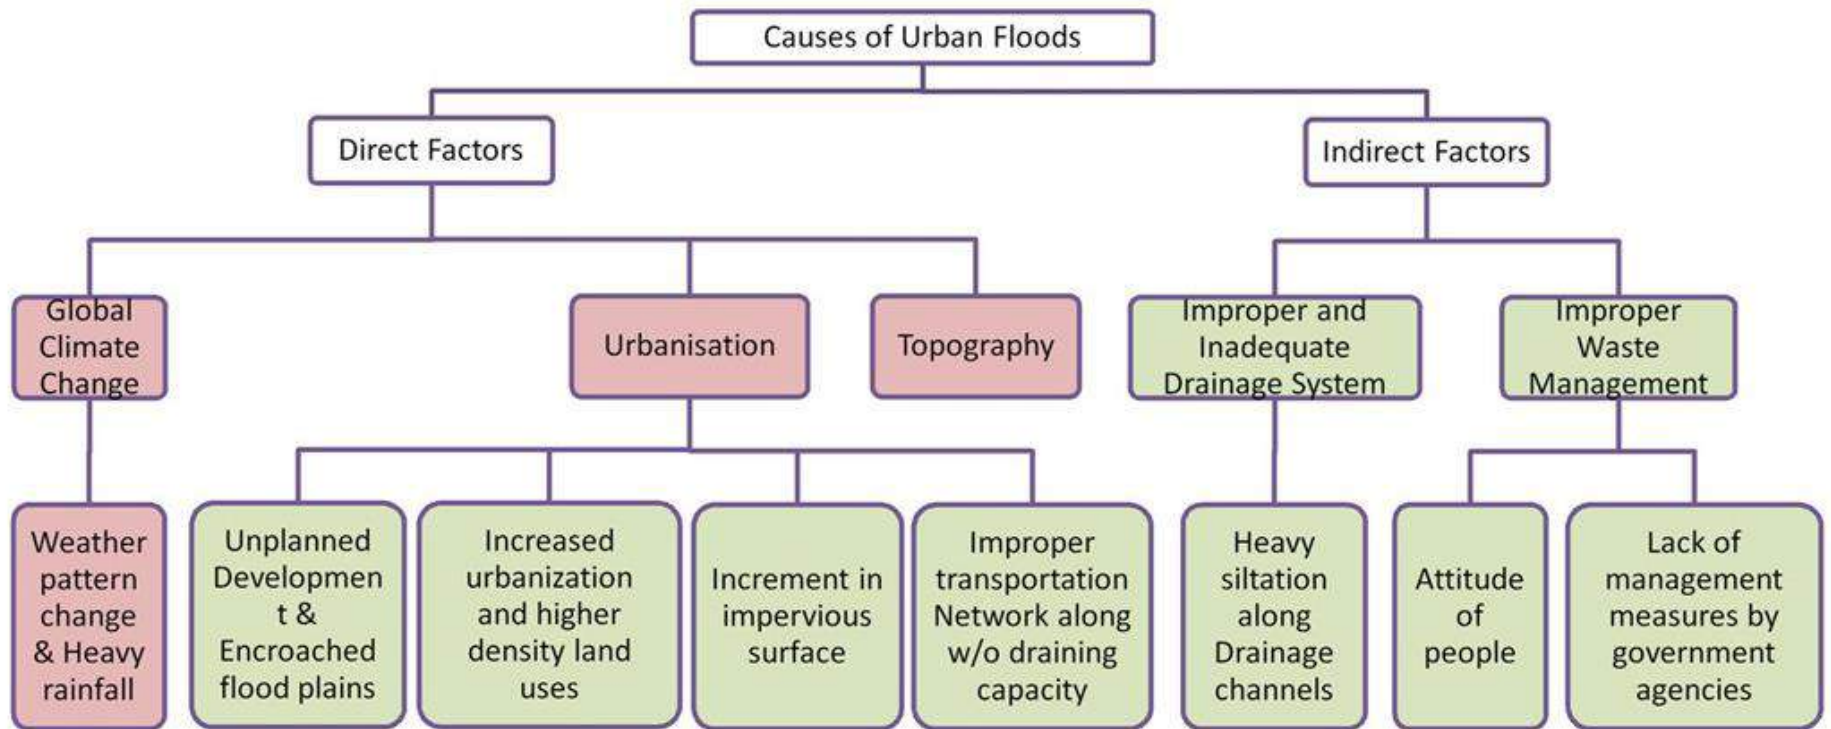 Causes of Urban Floods
Direct Factors
Indirect Factors
Global
Climate
Change
Urbanisation
Topography
Improper and
Inadequate
Drainage System
Improper
Waste
Management
Weather
pattern
change
& Heavy
rainfall
Unplanned
Developmen
t &
Encroached
flood plains
Increased
urbanization
and higher
density land
uses
Increment in
impervious
surface
Improper
transportation
Network along
w/o draining
capacity
Heavy
siltation
along
Drainage
channels
Attitude
of
people
Lack of
management
measures by
government
agencies